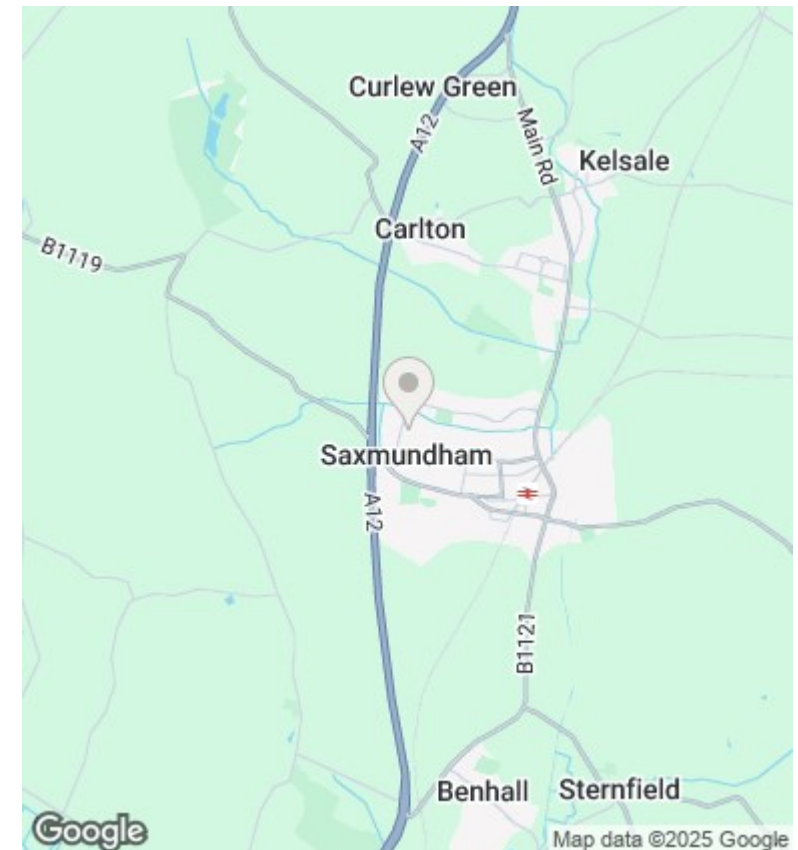 Curlew Green
A12
Main Rd
Kelsale
Carlton
B1119
Saxmundham
A12
B1121
Benhall
Sternfield
Google
Map data ©2025 Google